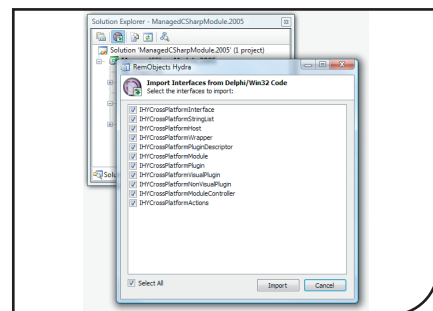 Solution Explorer - ManagedCSharpModule.2005
Solution 'ManagedCSharpModule.2005' (1 project)
RemObjects Hydra
Import Interfaces from Delphi/Win32 Code
Select the interfaces to import:
IHYCrossPlatformInterface
IHYCrossPlatformStringList
IHYCrossPlatformHost
IHYCrossPlatformWrapper
IHYCrossPlatformPluginDescriptor
IHYCrossPlatformModule
IHYCrossPlatformPlugin
IHYCrossPlatformVisualPlugin
IHYCrossPlatformNonVisualPlugin
IHYCrossPlatformModuleController
IHYCrossPlatformActions
Solu
Select All
Import
Cancel